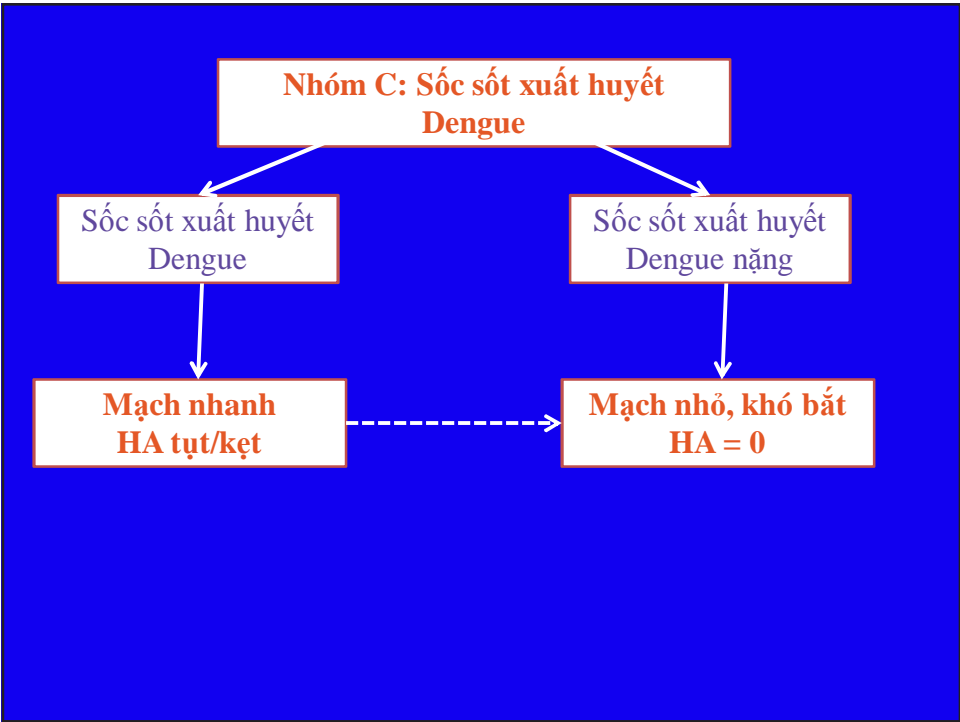 Nhóm C: Sốc sốt xuất huyết
Dengue
Sốc sốt xuất huyết
Dengue
Sốc sốt xuất huyết
Dengue nặng
Mạch nhanh
HA tụt/kẹt
Mạch nhỏ, khó bắt
HA = 0